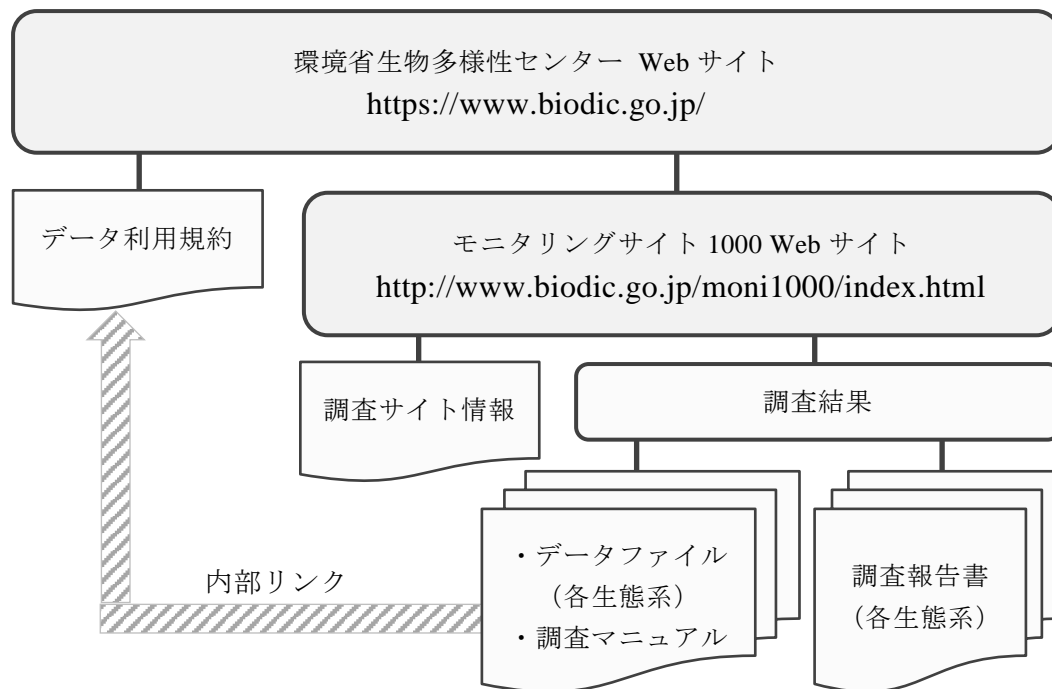 環境省生物多様性センター Web サイト
https://www.biodic.go.jp/
データ利用規約
モニタリングサイト 1000 Web サイト
http://www.biodic.go.jp/moni1000/index.html
調査サイト情報
調査結果
・データファイル
（各生態系）
・調査マニュアル
調査報告書
（各生態系）
内部リンク